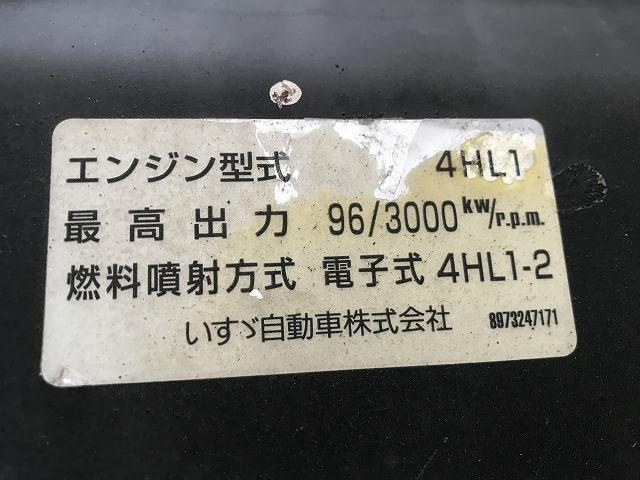 エンジン型式 4HL1
最高出力 96/3000 kw/r.p.m.
燃料噴射方式 電子式 4HL1-2
いすゞ自動車株式会社 8973247171